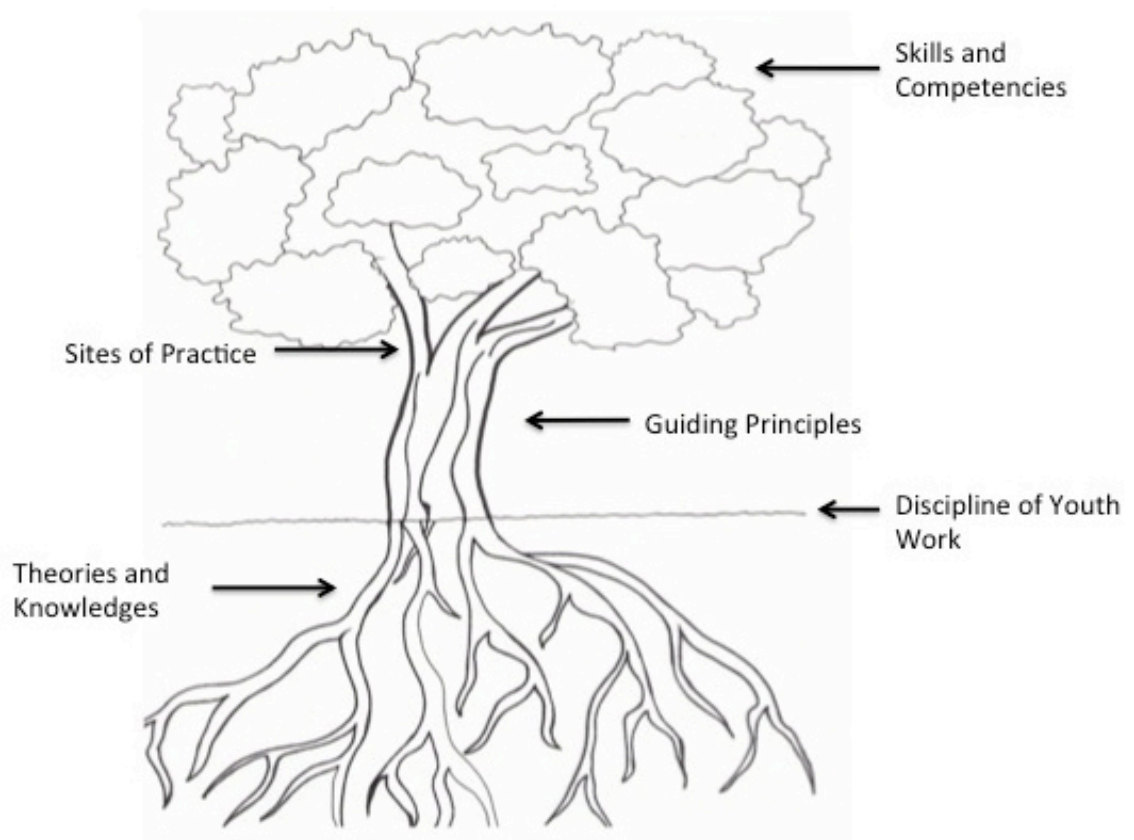 Skills and
Competencies
Sites of Practice
Guiding Principles
Discipline of Youth
Work
Theories and
Knowledges